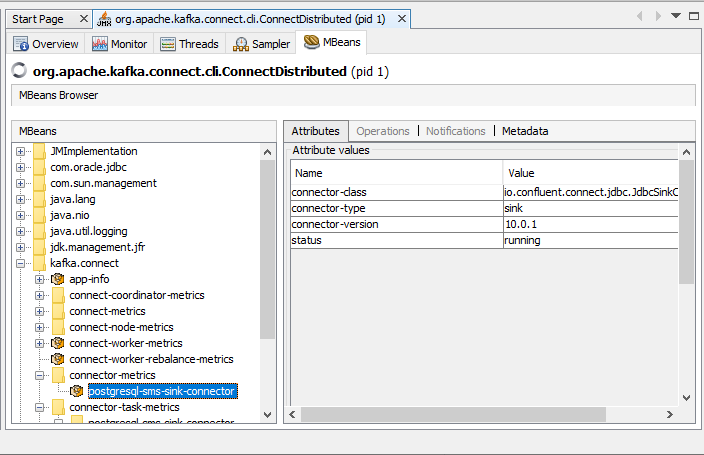 Start Page
JMX org.apache.kafka.connect.cli.ConnectDistributed (pid 1)
Overview Monitor Threads Sampler MBeans
org.apache.kafka.connect.cli.ConnectDistributed (pid 1)
MBeans Browser
MBeans
JMImplementation
com.oracle.jdbc
com.sun.management
java.lang
java.nio
java.util.logging
jdk.management.jfr
kafka.connect
app-info
connect-coordinator-metrics
connect-metrics
connect-node-metrics
connect-worker-metrics
connect-worker-rebalance-metrics
connector-metrics
postgresql-sms-sink-connector
connector-task-metrics
postgresql-sms-sink-connector
Attributes Operations Notifications Metadata
Attribute values
Name Value
connector-class io.confluent.connect.jdbc.JdbcSinkC
connector-type sink
connector-version 10.0.1
status running